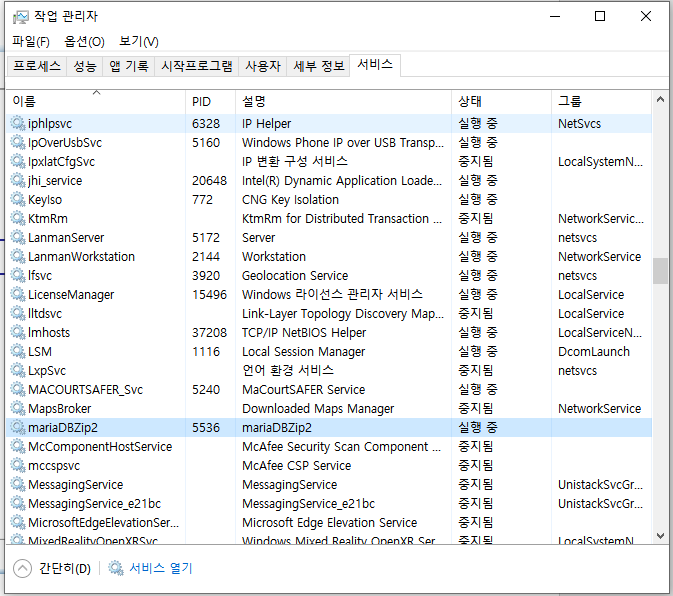 작업 관리자
파일(F) 옵션(O) 보기(V)
프로세스 성능 앱 기록 시작프로그램 사용자 세부 정보 서비스
이름 PID 설명 상태 그룹
iphlpsvc 6328 IP Helper 실행 중 NetSvcs
IpOverUsbSvc 5160 Windows Phone IP over USB Transp... 실행 중
IpxlatCfgSvc IP 변환 구성 서비스 중지됨 LocalSystemN...
jhi_service 20648 Intel(R) Dynamic Application Loade... 실행 중
KeyIso 772 CNG Key Isolation 실행 중
KtmRm KtmRm for Distributed Transaction ... 중지됨 NetworkServic...
LanmanServer 5172 Server 실행 중 netsvcs
LanmanWorkstation 2144 Workstation 실행 중 NetworkService
lfsvc 3920 Geolocation Service 실행 중 netsvcs
LicenseManager 15496 Windows 라이선스 관리자 서비스 실행 중 LocalService
lltdsvc Link-Layer Topology Discovery Map... 중지됨 LocalService
lmhosts 37208 TCP/IP NetBIOS Helper 실행 중 LocalServiceN...
LSM 1116 Local Session Manager 실행 중 DcomLaunch
LxpSvc 언어 환경 서비스 중지됨 netsvcs
MACOURTSAFER_Svc 5240 MaCourtSAFER Service 실행 중
MapsBroker Downloaded Maps Manager 중지됨 NetworkService
mariaDBZip2 5536 mariaDBZip2 실행 중
McComponentHostService McAfee Security Scan Component ... 중지됨
mccspsvc McAfee CSP Service 중지됨
MessagingService MessagingService 중지됨 UnistackSvcGr...
MessagingService_e21bc MessagingService_e21bc 중지됨 UnistackSvcGr...
MicrosoftEdgeElevationSer... Microsoft Edge Elevation Service 중지됨
MixedRealityOpenXRSvc Windows Mixed Reality OpenXR Ser... 중지됨 LocalSystemN...
간단히(D) 서비스 열기